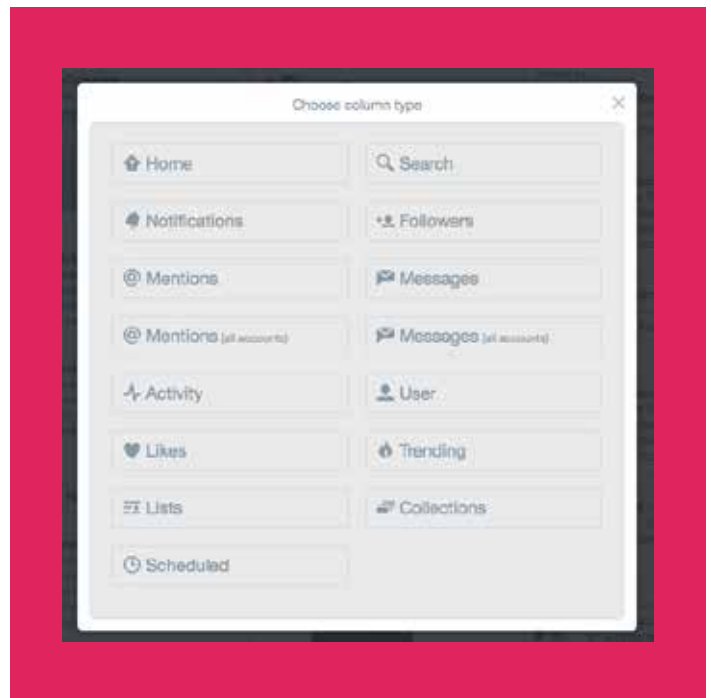 Choose column type
Home
Search
Notifications
Followers
Mentions
Messages
Mentions (all accounts)
Messages (all accounts)
Activity
User
Likes
Trending
Lists
Collections
Scheduled